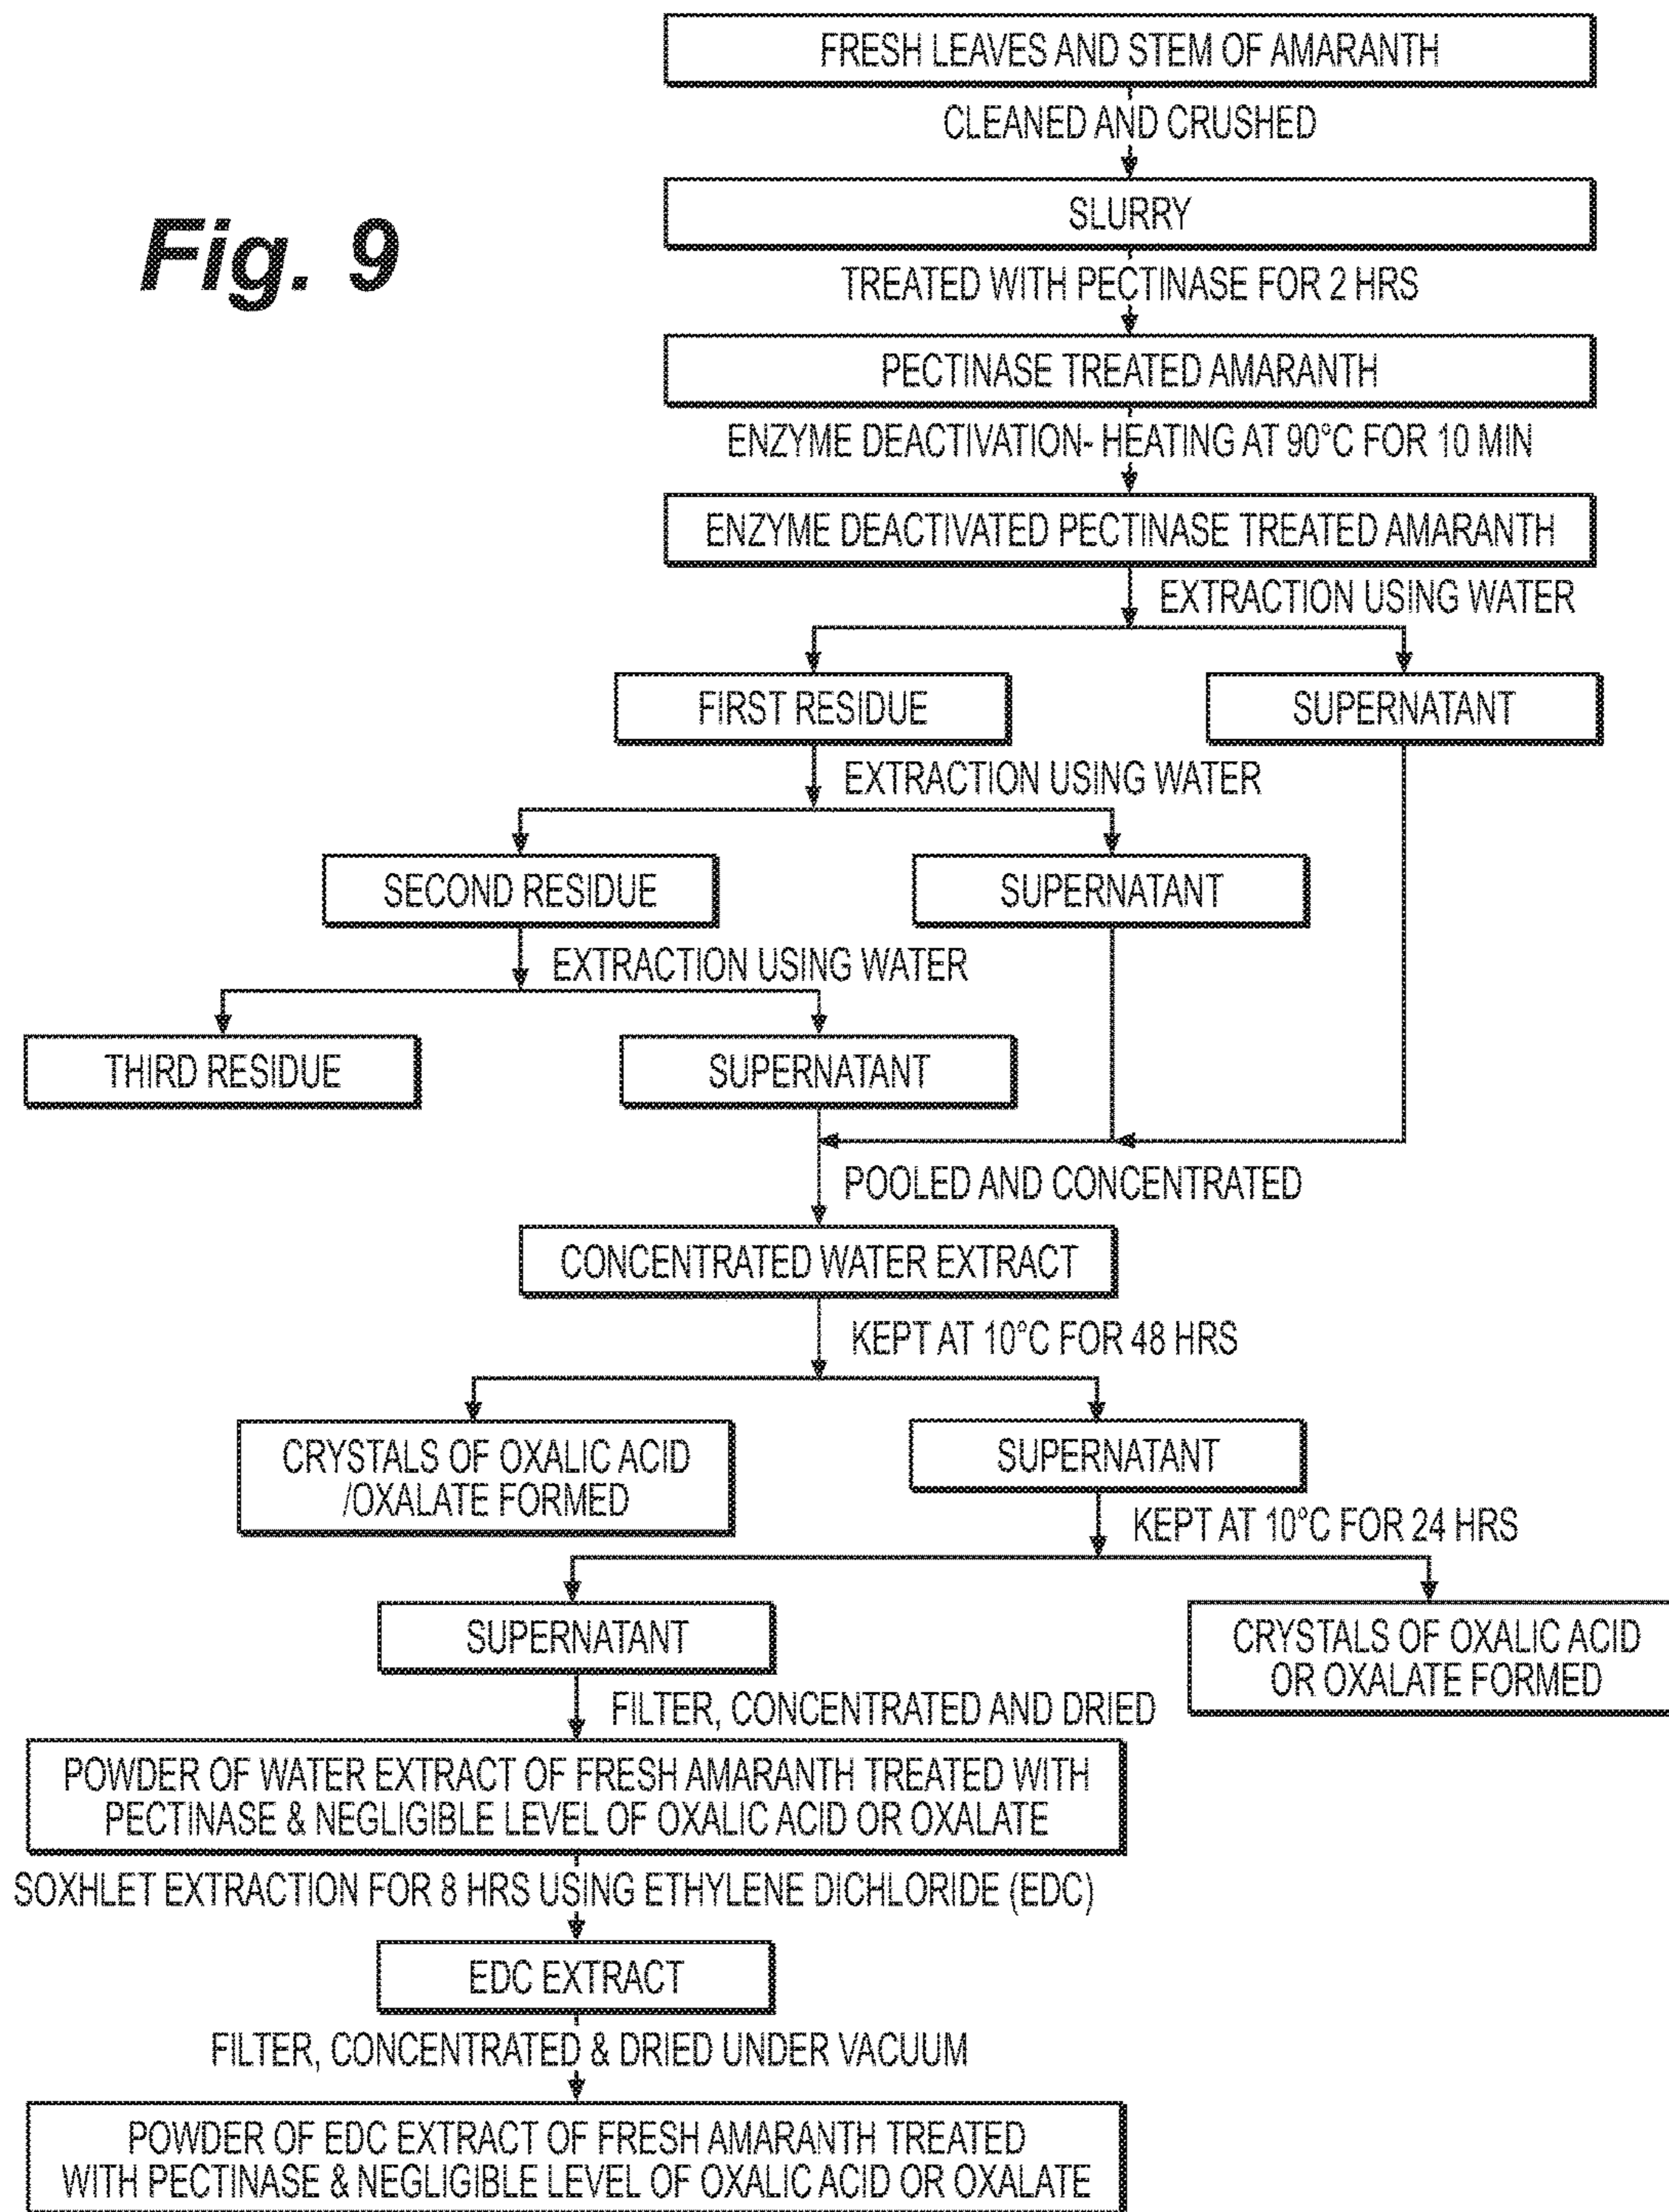 Fig. 9
FRESH LEAVES AND STEM OF AMARANTH
CLEANED AND CRUSHED
SLURRY
TREATED WITH PECTINASE FOR 2 HRS
PECTINASE TREATED AMARANTH
ENZYME DEACTIVATION- HEATING AT 90°C FOR 10 MIN
ENZYME DEACTIVATED PECTINASE TREATED AMARANTH
EXTRACTION USING WATER
FIRST RESIDUE
SUPERNATANT
EXTRACTION USING WATER
SECOND RESIDUE
SUPERNATANT
EXTRACTION USING WATER
THIRD RESIDUE
SUPERNATANT
POOLED AND CONCENTRATED
CONCENTRATED WATER EXTRACT
KEPT AT 10°C FOR 48 HRS
CRYSTALS OF OXALIC ACID
/OXALATE FORMED
SUPERNATANT
KEPT AT 10°C FOR 24 HRS
SUPERNATANT
CRYSTALS OF OXALIC ACID
OR OXALATE FORMED
FILTER, CONCENTRATED AND DRIED
POWDER OF WATER EXTRACT OF FRESH AMARANTH TREATED WITH
PECTINASE & NEGLIGIBLE LEVEL OF OXALIC ACID OR OXALATE
SOXHLET EXTRACTION FOR 8 HRS USING ETHYLENE DICHLORIDE (EDC)
EDC EXTRACT
FILTER, CONCENTRATED & DRIED UNDER VACUUM
POWDER OF EDC EXTRACT OF FRESH AMARANTH TREATED
WITH PECTINASE & NEGLIGIBLE LEVEL OF OXALIC ACID OR OXALATE